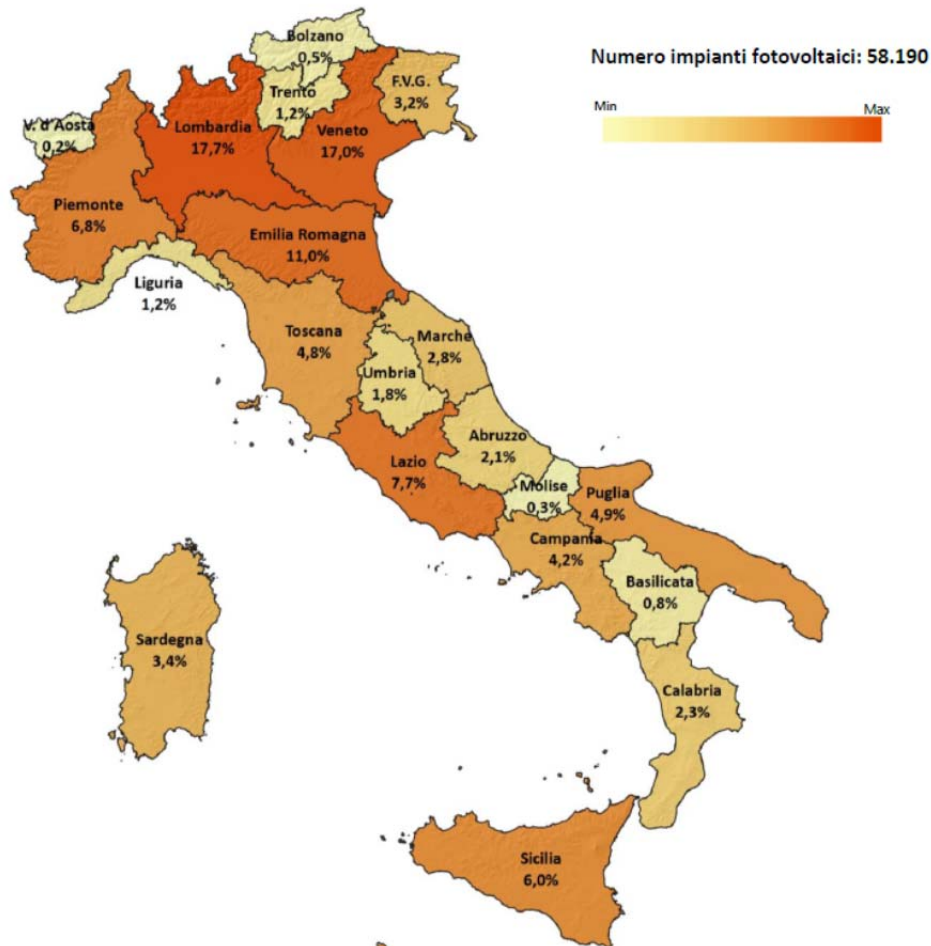 Numero impianti fotovoltaici: 58.190
Min
Max
Bolzano
0,5%
Trento
1,2%
F.V.G.
3,2%
V. d'Aosta
0,2%
Lombardia
17,7%
Veneto
17,0%
Piemonte
6,8%
Emilia Romagna
11,0%
Liguria
1,2%
Toscana
4,8%
Marche
2,8%
Umbria
1,8%
Abruzzo
2,1%
Lazio
7,7%
Molise
0,3%
Puglia
4,9%
Campania
4,2%
Basilicata
0,8%
Sardegna
3,4%
Calabria
2,3%
Sicilia
6,0%